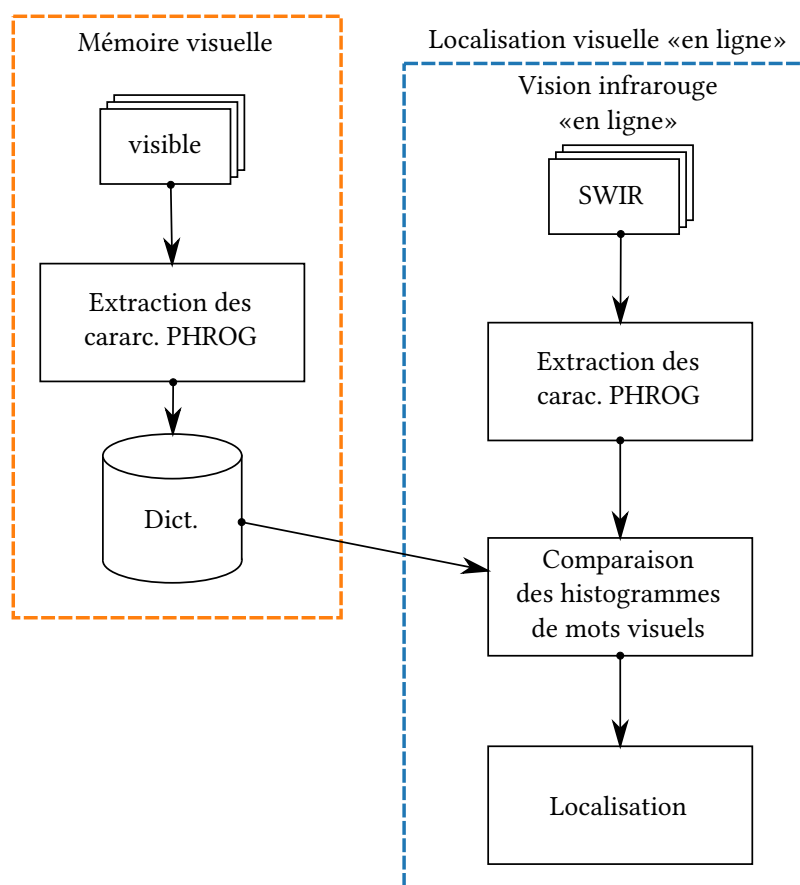 Mémoire visuelle
visible
Extraction des
cararc. PHROG
Dict.
Localisation visuelle «en ligne»
Vision infrarouge
«en ligne»
SWIR
Extraction des
carac. PHROG
Comparaison
des histogrammes
de mots visuels
Localisation